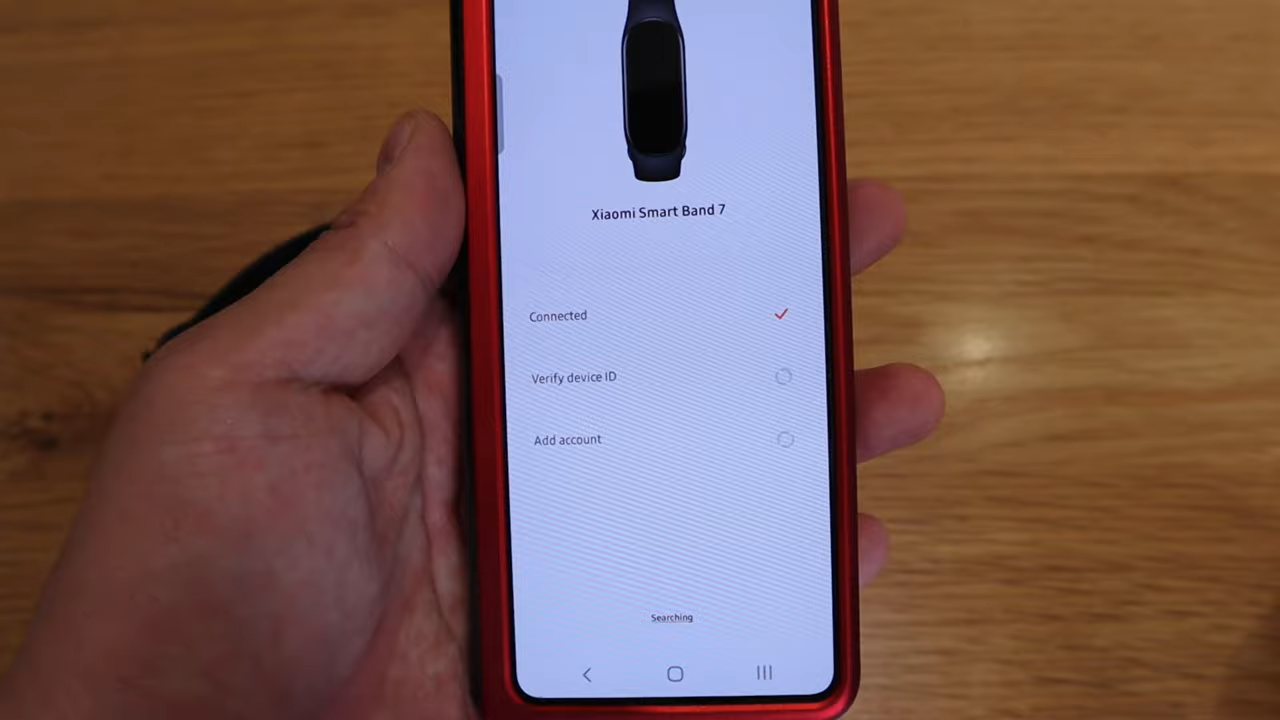 Xiaomi Smart Band 7
Connected
Verify device ID
Add account
Searching